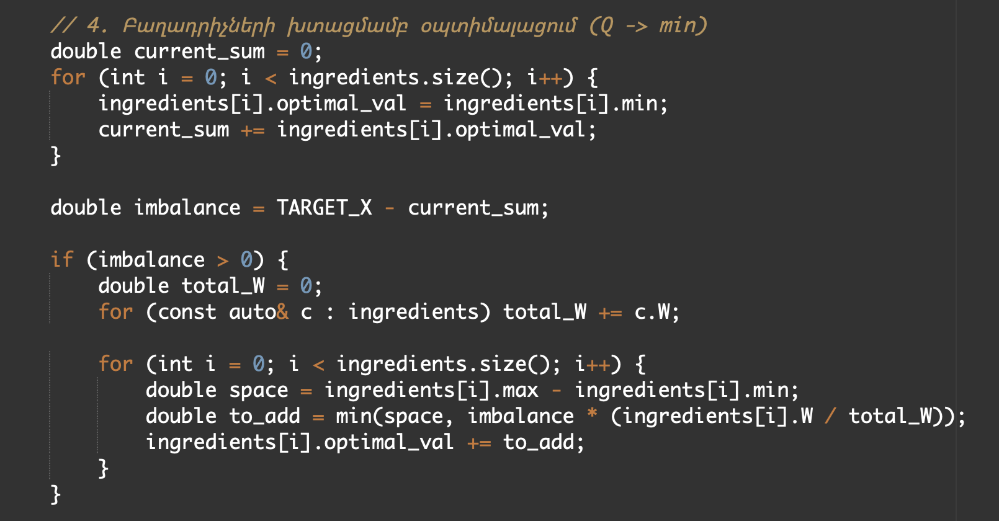 // 4. Բաղադրիչների խտացմամբ օպտիմալացում (Q -> min)
double current_sum = 0;
for (int i = 0; i < ingredients.size(); i++) {
    ingredients[i].optimal_val = ingredients[i].min;
    current_sum += ingredients[i].optimal_val;
}

double imbalance = TARGET_X - current_sum;

if (imbalance > 0) {
    double total_W = 0;
    for (const auto& c : ingredients) total_W += c.W;

    for (int i = 0; i < ingredients.size(); i++) {
        double space = ingredients[i].max - ingredients[i].min;
        double to_add = min(space, imbalance * (ingredients[i].W / total_W));
        ingredients[i].optimal_val += to_add;
    }
}